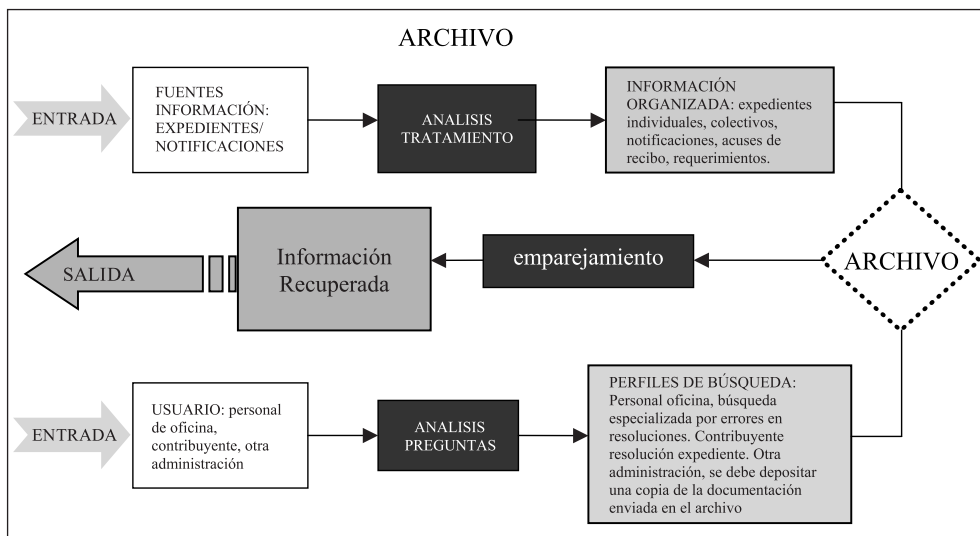 ARCHIVO
ENTRADA
FUENTES
INFORMACIÓN:
EXPEDIENTES/
NOTIFICACIONES
ANALISIS
TRATAMIENTO
INFORMACIÓN
ORGANIZADA: expedientes
individuales, colectivos,
notificaciones, acuses de
recibo, requerimientos.
SALIDA
Información
Recuperada
emparejamiento
ARCHIVO
ENTRADA
USUARIO: personal
de oficina,
contribuyente, otra
administración
ANALISIS
PREGUNTAS
PERFILES DE BÚSQUEDA:
Personal oficina, búsqueda
especializada por errores en
resoluciones. Contribuyente
resolución expediente. Otra
administración, se debe depositar
una copia de la documentación
enviada en el archivo